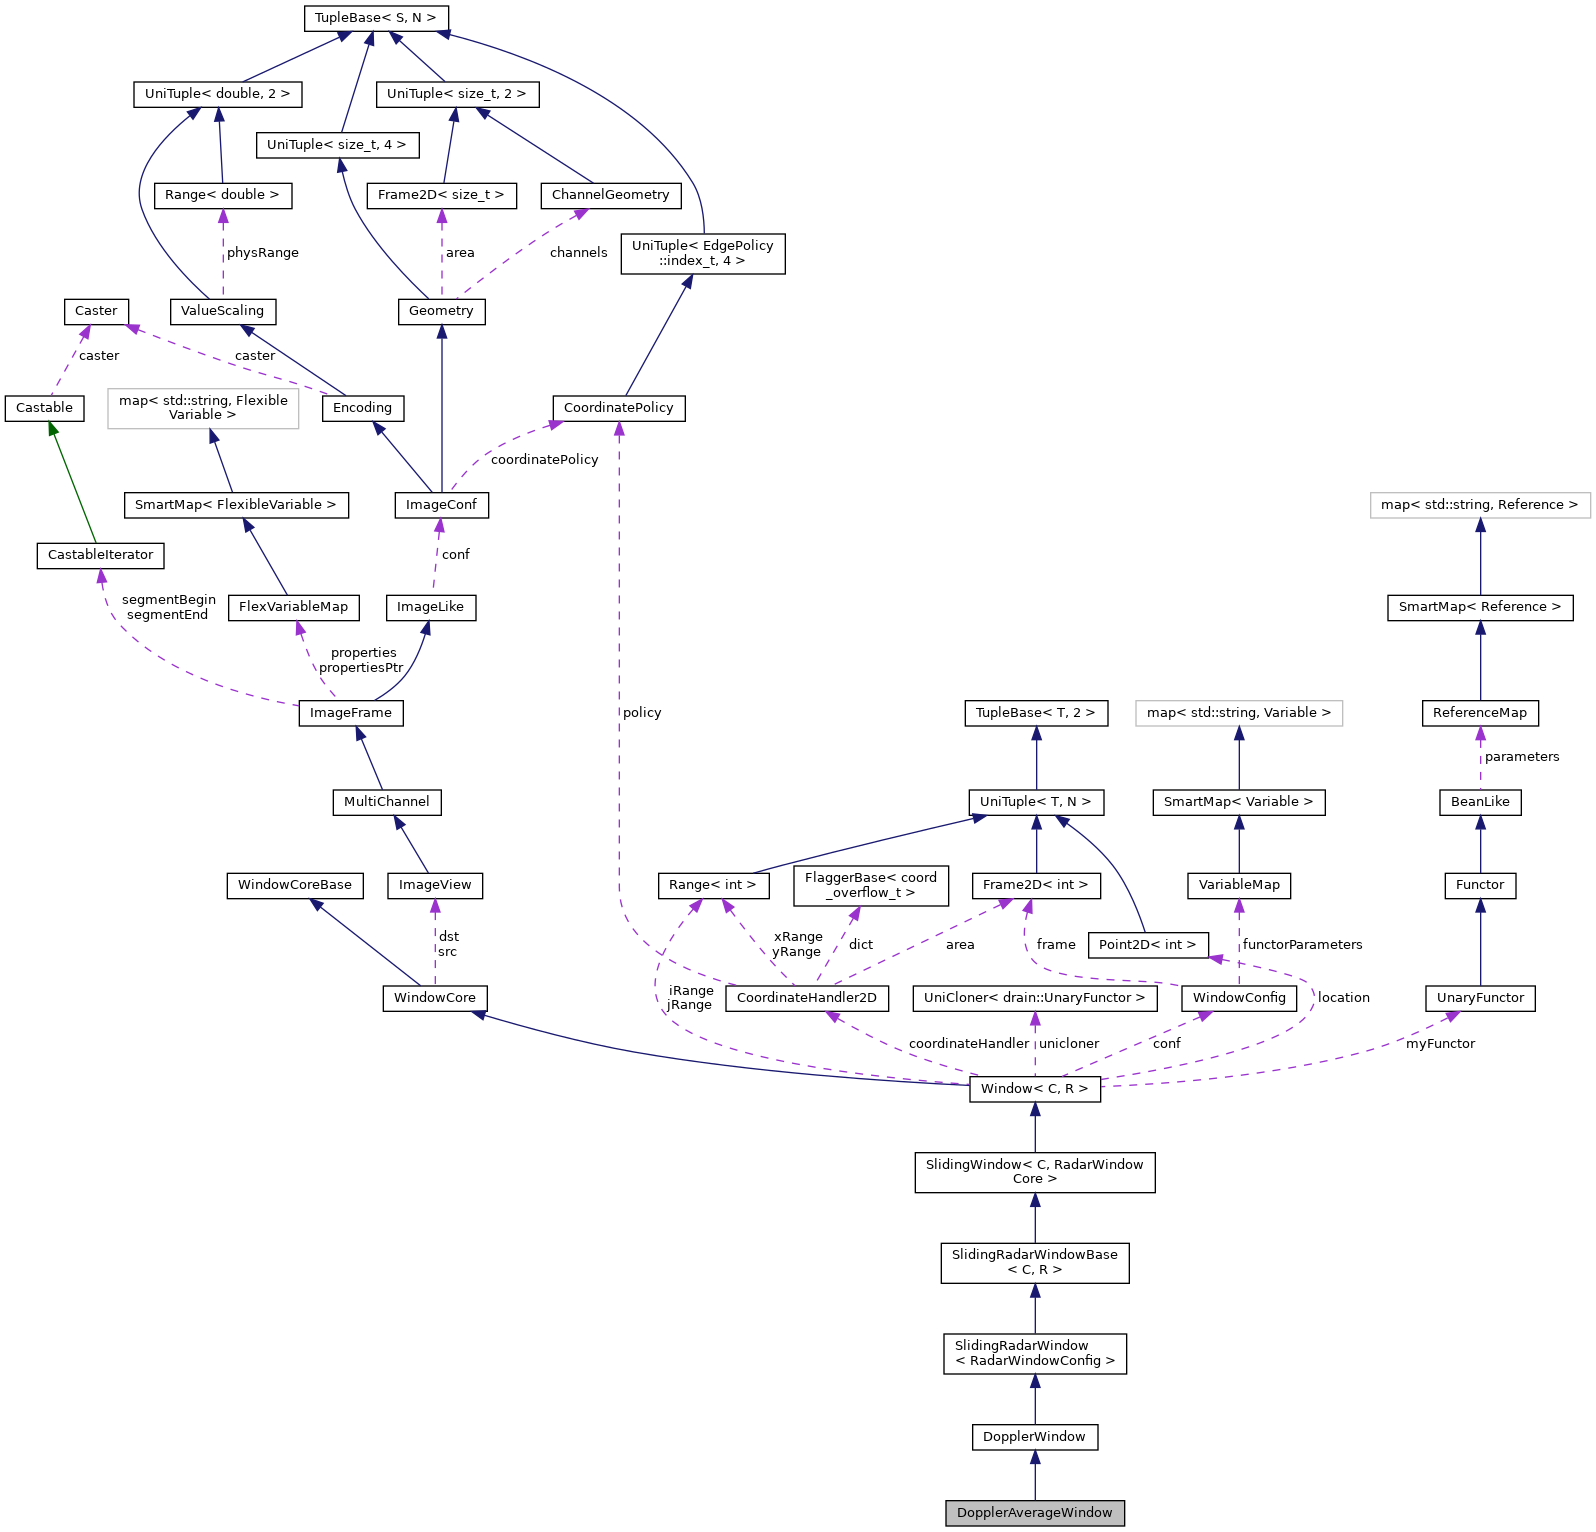 TupleBase< S, N >
UniTuple< double, 2 >
UniTuple< size_t, 2 >
UniTuple< size_t, 4 >
Range< double >
Frame2D< size_t >
ChannelGeometry
UniTuple< EdgePolicy
::index_t, 4 >
physRange
area
channels
Caster
ValueScaling
Geometry
caster
caster
map< std::string, Flexible
Variable >
Castable
Encoding
CoordinatePolicy
coordinatePolicy
SmartMap< FlexibleVariable >
ImageConf
map< std::string, Reference >
CastableIterator
conf
segmentBegin
segmentEnd
FlexVariableMap
ImageLike
SmartMap< Reference >
properties
propertiesPtr
ImageFrame
policy
TupleBase< T, 2 >
map< std::string, Variable >
ReferenceMap
parameters
MultiChannel
UniTuple< T, N >
SmartMap< Variable >
BeanLike
WindowCoreBase
ImageView
Range< int >
FlaggerBase< coord
_overflow_t >
Frame2D< int >
VariableMap
Functor
dst
src
xRange
yRange
dict
area
frame
Point2D< int >
functorParameters
WindowCore
iRange
jRange
CoordinateHandler2D
UniCloner< drain::UnaryFunctor >
WindowConfig
location
UnaryFunctor
coordinateHandler
unicloner
conf
myFunctor
Window< C, R >
SlidingWindow< C, RadarWindow
Core >
SlidingRadarWindowBase
< C, R >
SlidingRadarWindow
< RadarWindowConfig >
DopplerWindow
DopplerAverageWindow